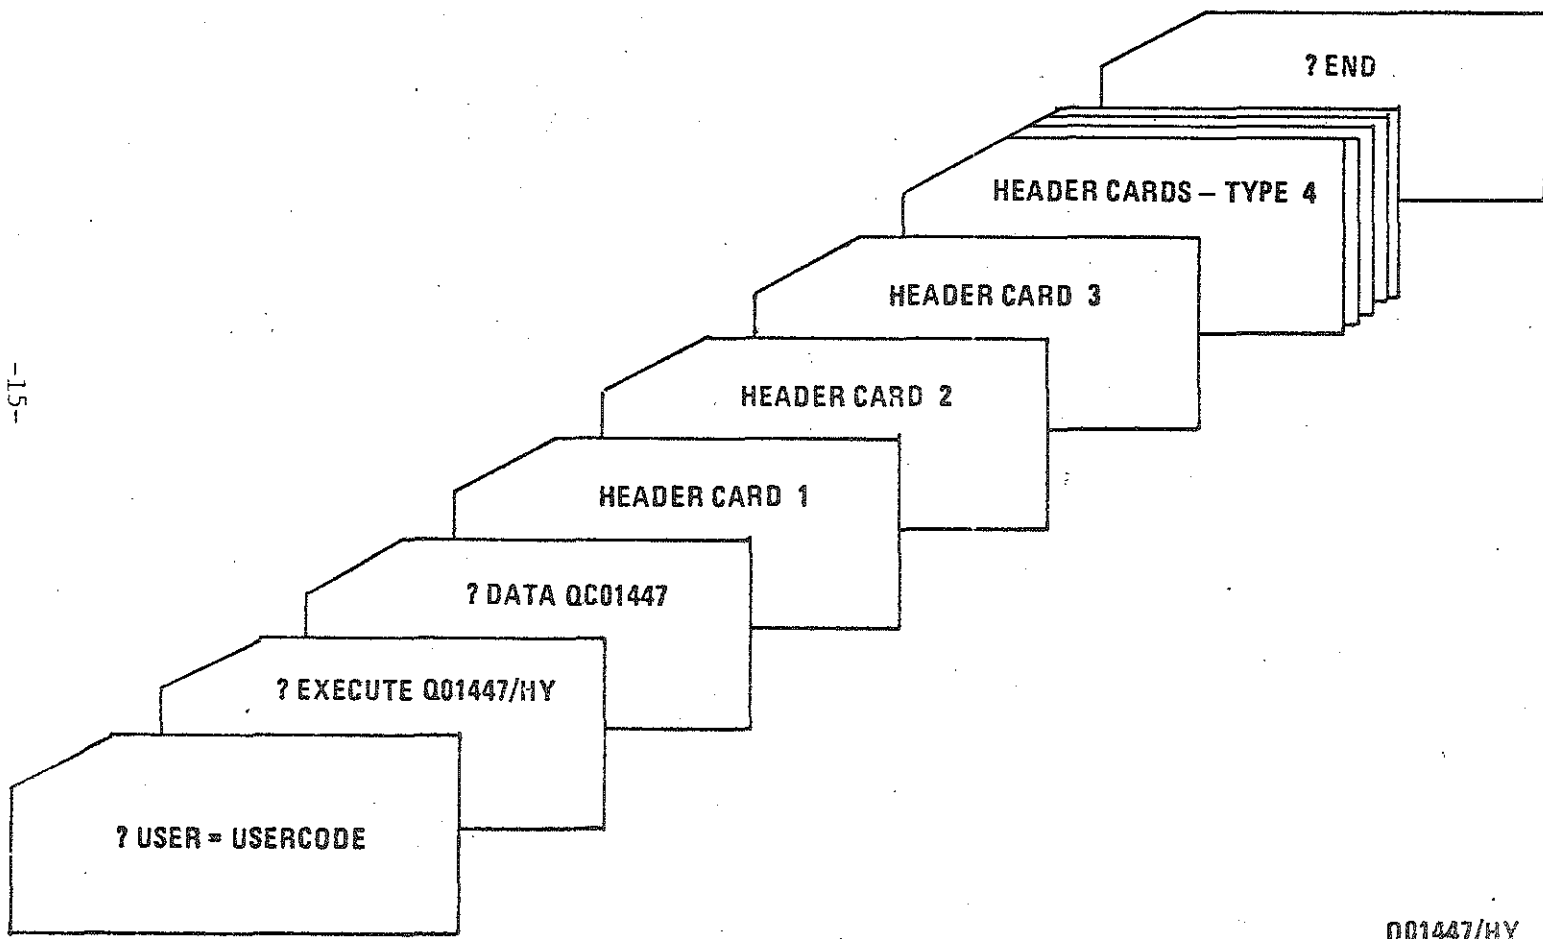 ? END
HEADER CARDS – TYPE 4
HEADER CARD 3
HEADER CARD 2
HEADER CARD 1
? DATA QC01447
? EXECUTE Q01447/HY
? USER = USERCODE
-15-
Q01447/HY